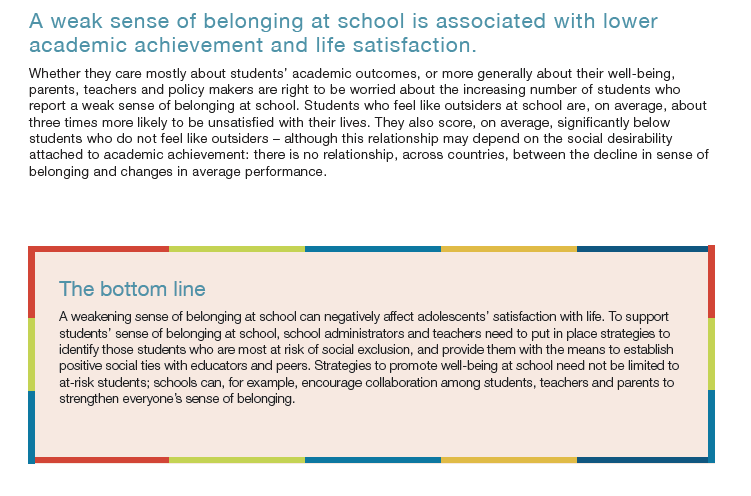 A weak sense of belonging at school is associated with lower
academic achievement and life satisfaction.
Whether they care mostly about students’ academic outcomes, or more generally about their well-being,
parents, teachers and policy makers are right to be worried about the increasing number of students who
report a weak sense of belonging at school. Students who feel like outsiders at school are, on average, about
three times more likely to be unsatisfied with their lives. They also score, on average, significantly below
students who do not feel like outsiders – although this relationship may depend on the social desirability
attached to academic achievement: there is no relationship, across countries, between the decline in sense of
belonging and changes in average performance.
The bottom line
A weakening sense of belonging at school can negatively affect adolescents’ satisfaction with life. To support
students’ sense of belonging at school, school administrators and teachers need to put in place strategies to
identify those students who are most at risk of social exclusion, and provide them with the means to establish
positive social ties with educators and peers. Strategies to promote well-being at school need not be limited to
at-risk students; schools can, for example, encourage collaboration among students, teachers and parents to
strengthen everyone’s sense of belonging.